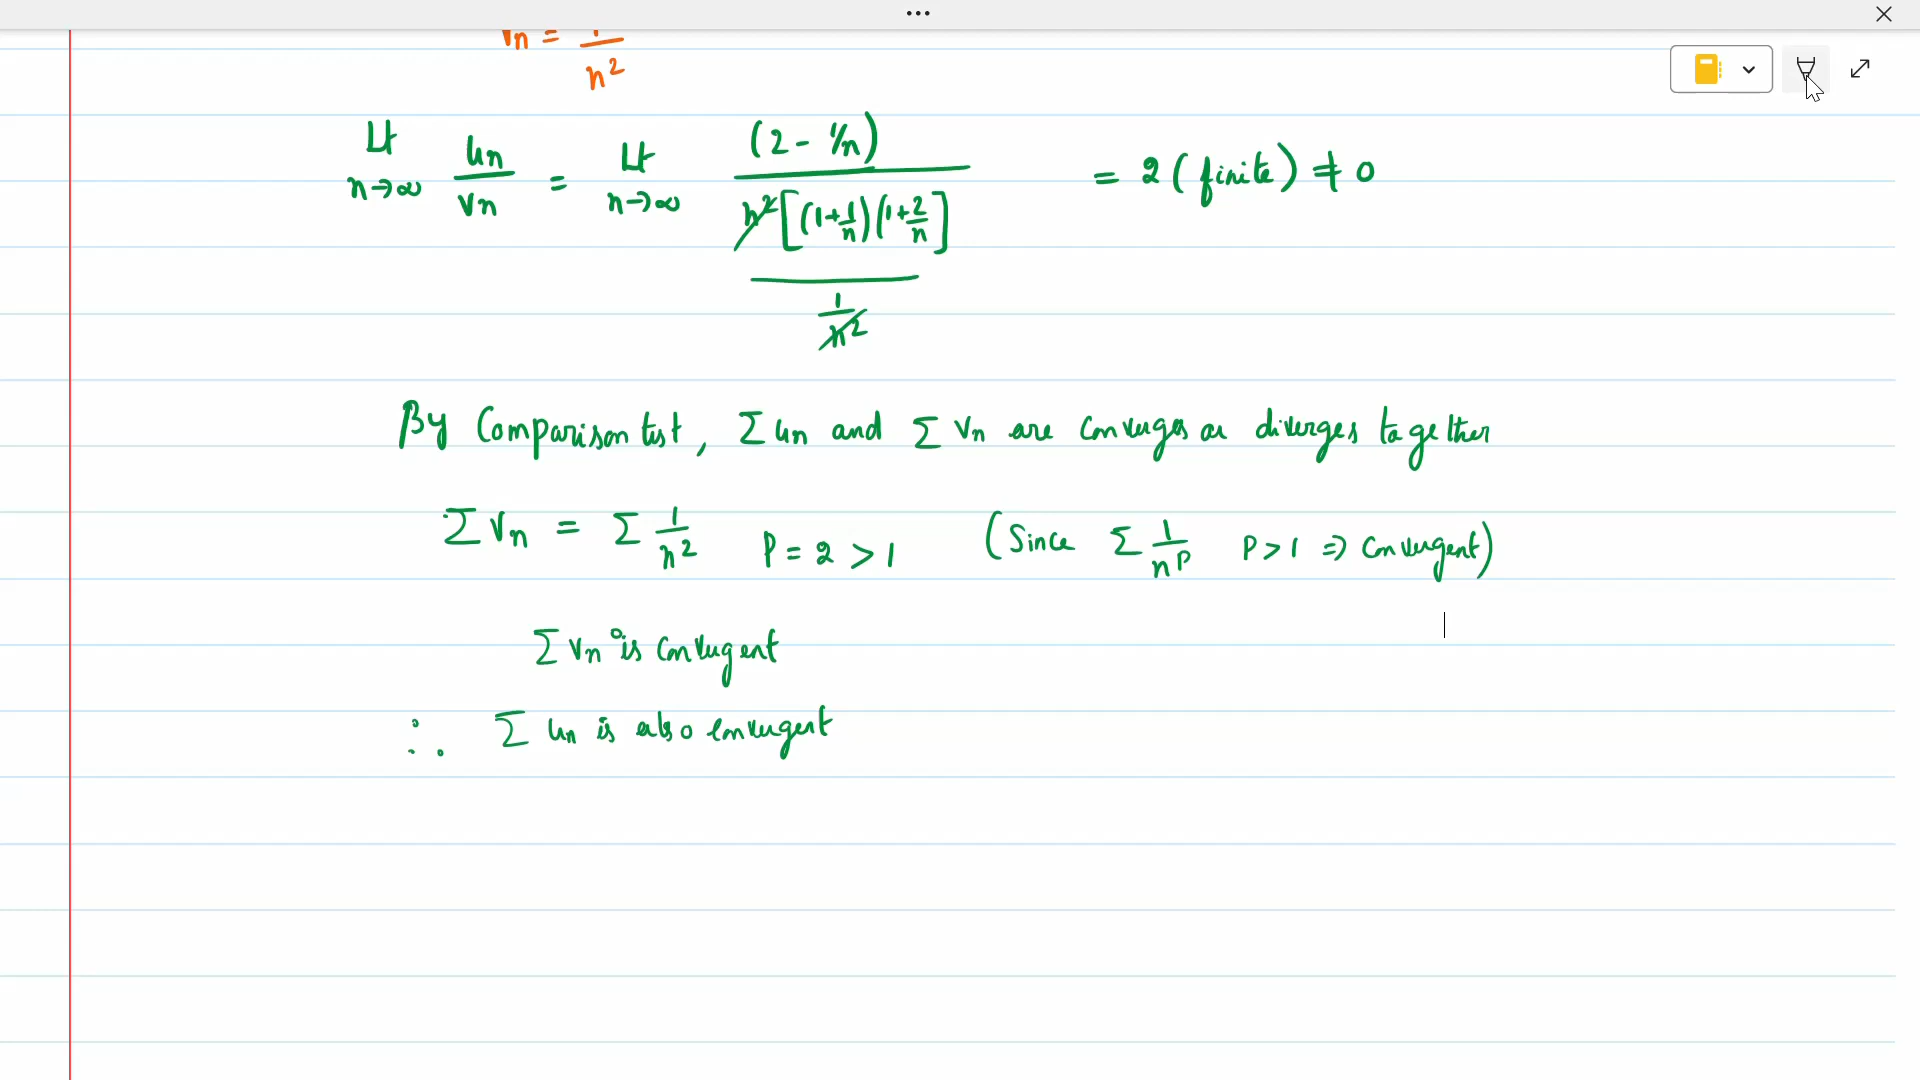 vn = 1/n²
Lt n→∞ un/vn = Lt n→∞ (2 - 1/n) / n²[(1+1/n)(1+2/n)] / 1/n² = 2 (finite) ≠ 0
By Comparison test, Σ un and Σ vn are converges or diverges together
Σ vn = Σ 1/n² P = 2 > 1 (Since Σ 1/n^P P > 1 ⇒ Convergent)
Σ vn is convergent
∴ Σ un is also convergent